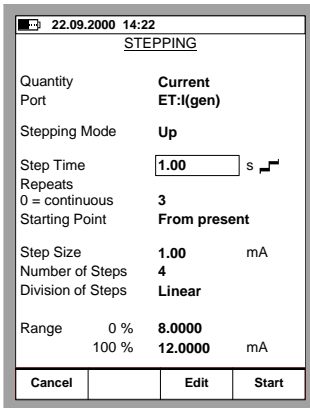 22.09.2000 14:22
STEPPING
Quantity Current
Port ET:I(gen)
Stepping Mode Up
Step Time 1.00 s
Repeats
0 = continuous 3
Starting Point From present
Step Size 1.00 mA
Number of Steps 4
Division of Steps Linear
Range 0 % 8.0000
100 % 12.0000 mA
Cancel Edit Start